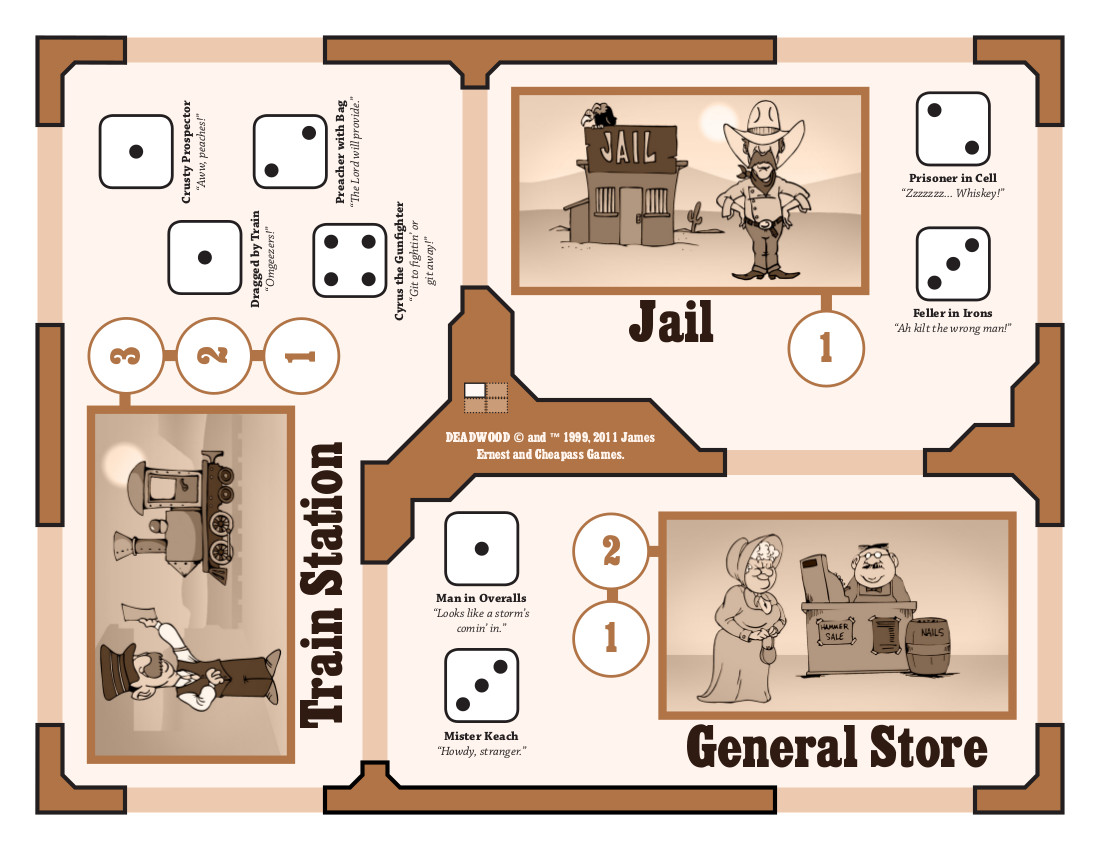 Crusty Prospector
“Aww, peaches!”
Preacher with Bag
“The Lord will provide.”
Dragged by Train
“Omgeezers!”
Cyrus the Gunfighter
“Git to fightin’ or
git away!”
3
2
1
Train Station
JAIL
Jail
1
Prisoner in Cell
“Zzzzzzz... Whiskey!”
Feller in Irons
“Ah kilt the wrong man!”
DEADWOOD © and ™ 1999, 2011 James
Ernest and Cheapass Games.
Man in Overalls
“Looks like a storm’s
comin’ in.”
Mister Keach
“Howdy, stranger.”
2
1
HAMMER
SALE
NAILS
General Store